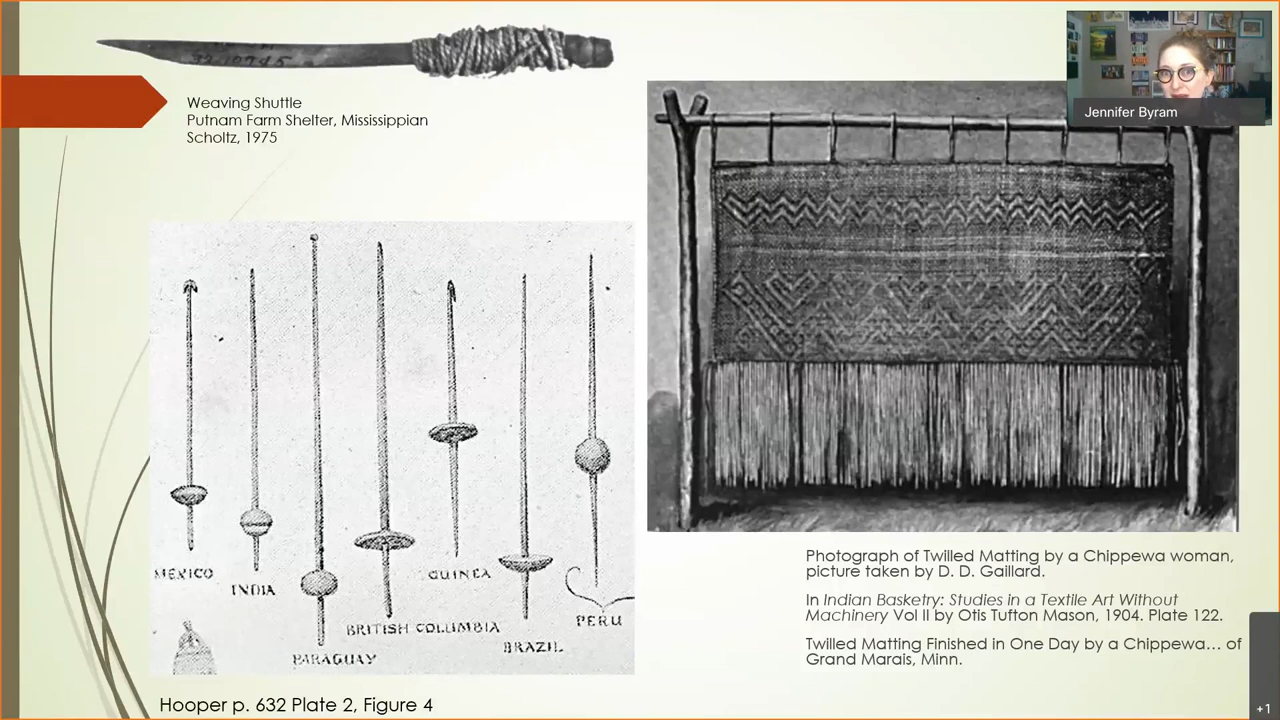 Weaving Shuttle
Putnam Farm Shelter, Mississippian
Scholtz, 1975
Jennifer Byram
MEXICO
INDIA
PARAGUAY
BRITISH COLUMBIA
GUINEA
BRAZIL
PERU
Hooper p. 632 Plate 2, Figure 4
Photograph of Twilled Matting by a Chippewa woman,
picture taken by D. D. Gaillard.
In Indian Basketry: Studies in a Textile Art Without
Machinery Vol II by Otis Tufton Mason, 1904. Plate 122.
Twilled Matting Finished in One Day by a Chippewa… of
Grand Marais, Minn.
+1